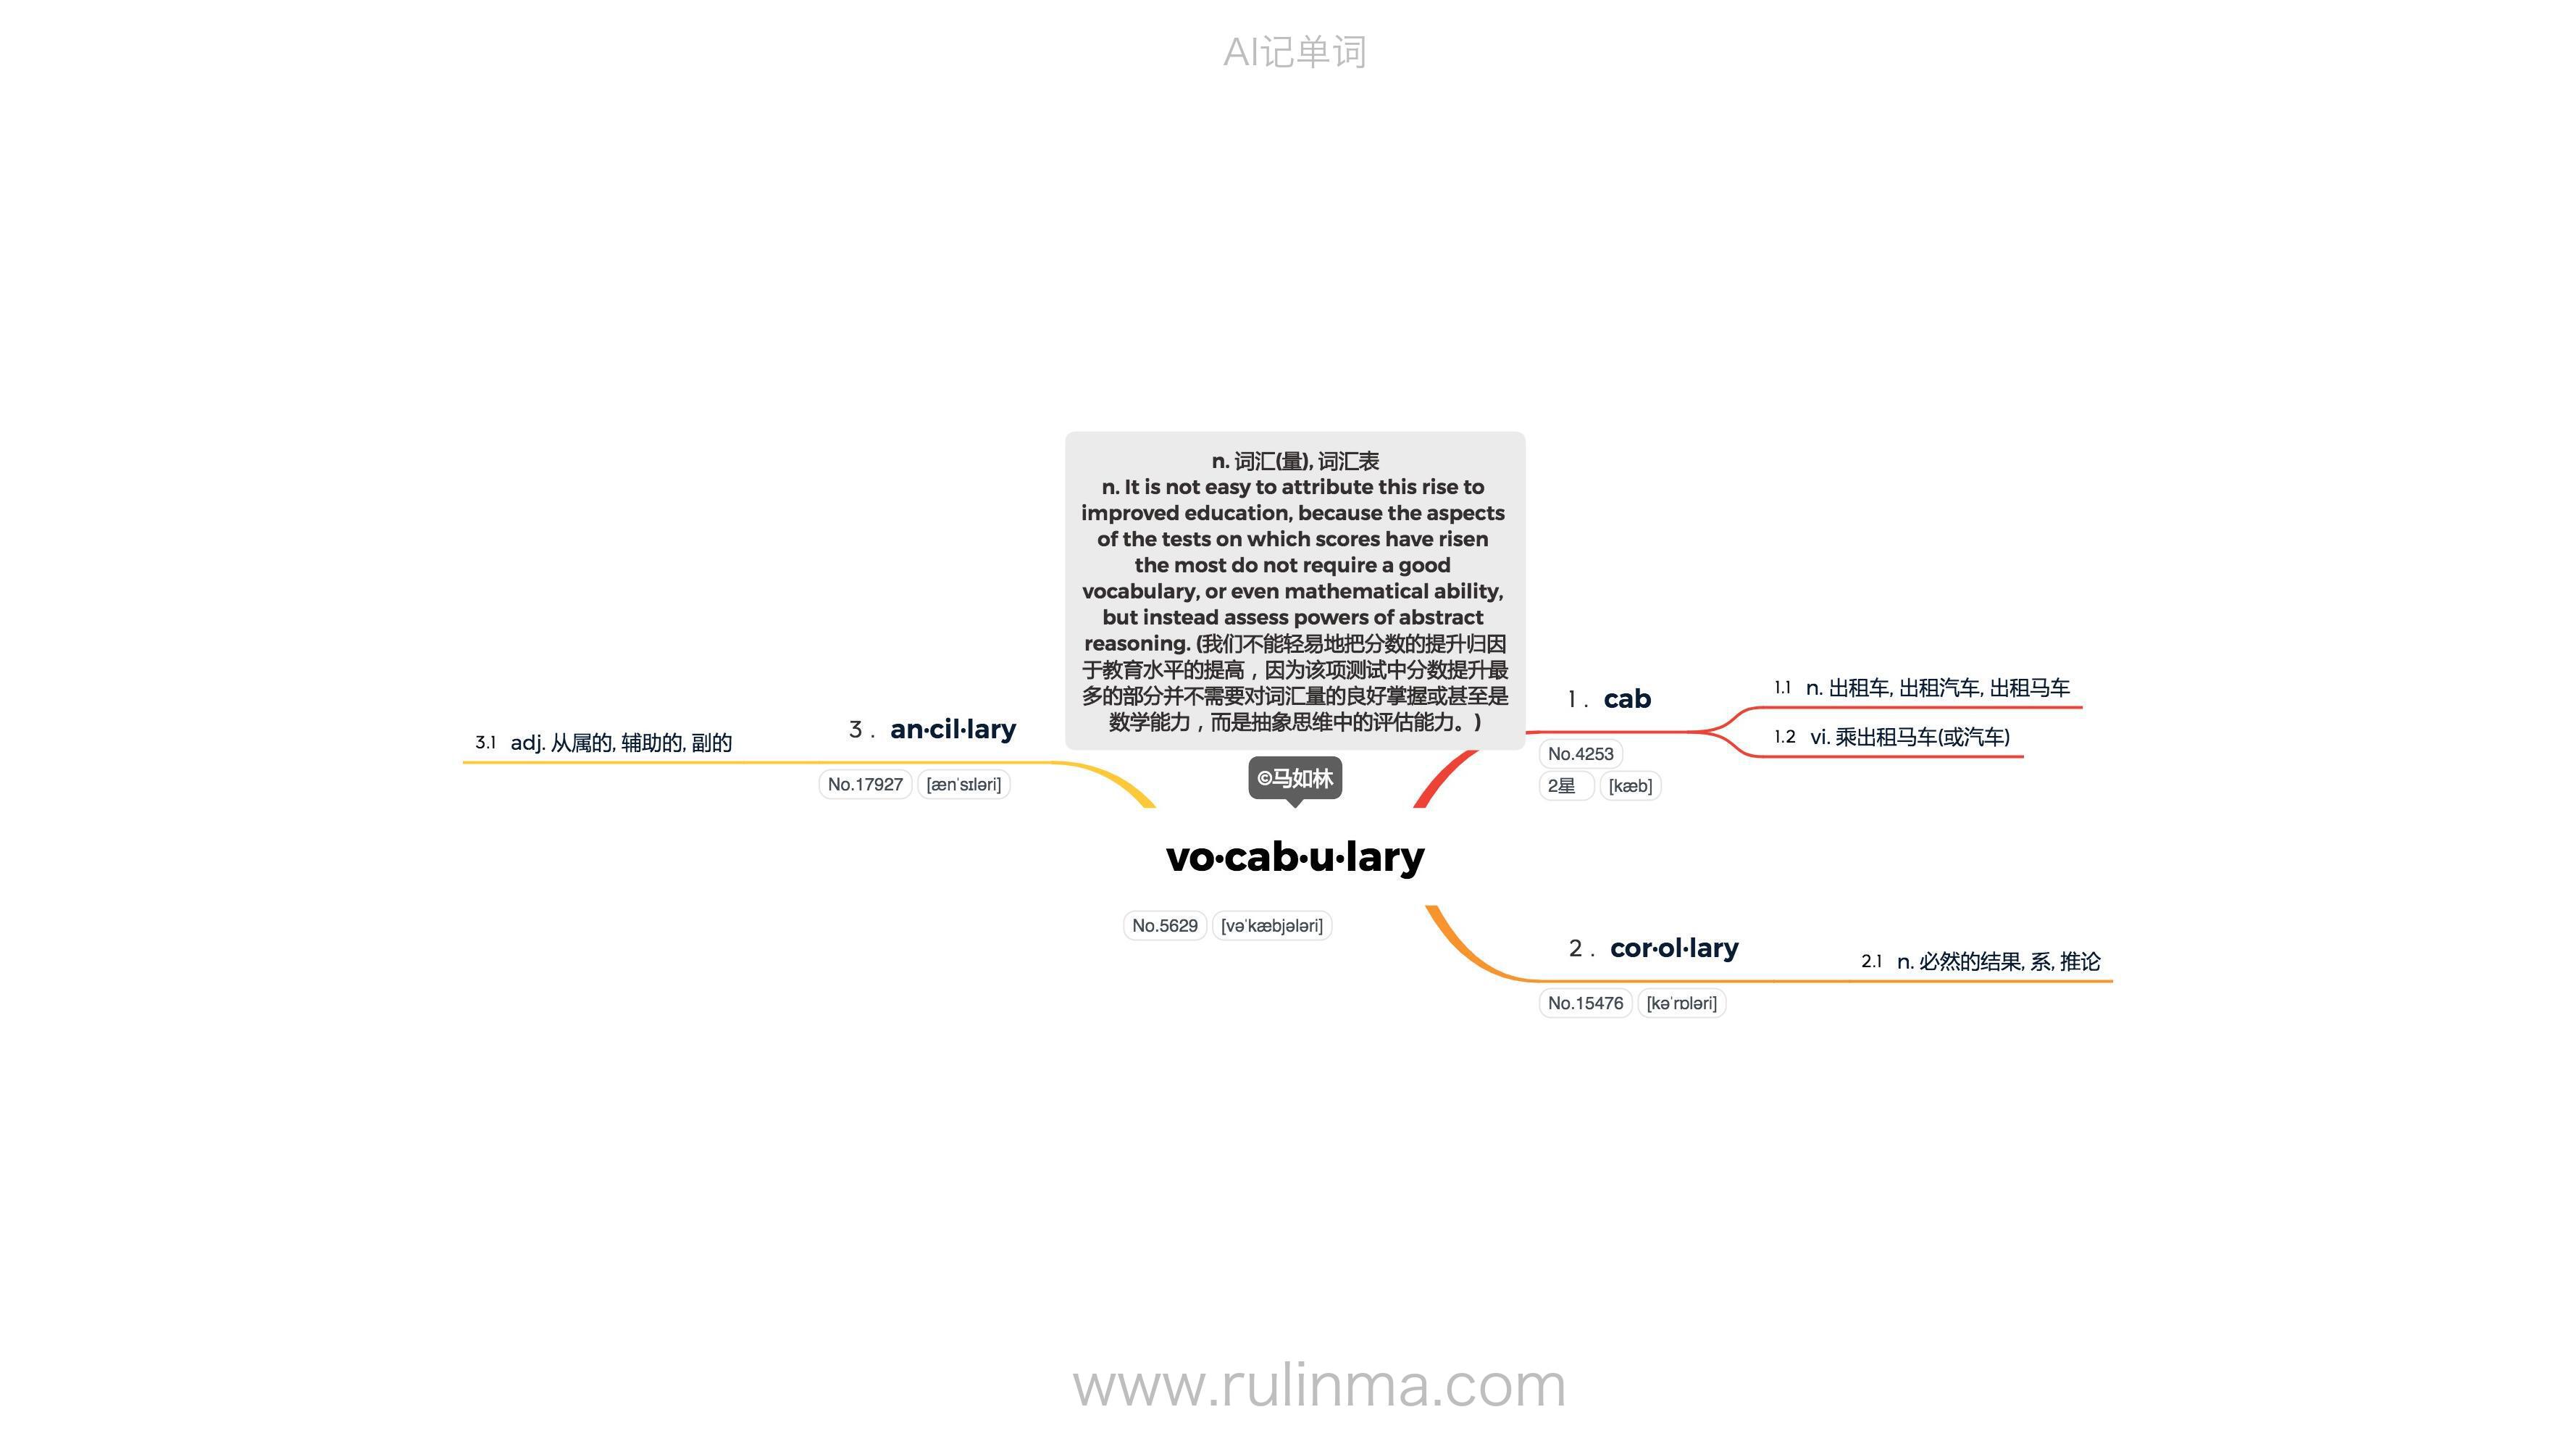 AI记单词
n. 词汇(量), 词汇表
n. It is not easy to attribute this rise to
improved education, because the aspects
of the tests on which scores have risen
the most do not require a good
vocabulary, or even mathematical ability,
but instead assess powers of abstract
reasoning. (我们不能轻易地把分数的提升归因
于教育水平的提高，因为该项测试中分数提升最
多的部分并不需要对词汇量的良好掌握或甚至是
数学能力，而是抽象思维中的评估能力。)
©马如林
vo·cab·u·lary
No.5629 [vəˈkæbjələri]
1. cab
No.4253
2星 [kæb]
1.1 n. 出租车, 出租汽车, 出租马车
1.2 vi. 乘出租马车(或汽车)
2. cor·ol·lary
No.15476 [kəˈrɒləri]
2.1 n. 必然的结果, 系, 推论
3. an·cil·lary
No.17927 [ænˈsɪləri]
3.1 adj. 从属的, 辅助的, 副的
www.rulinma.com